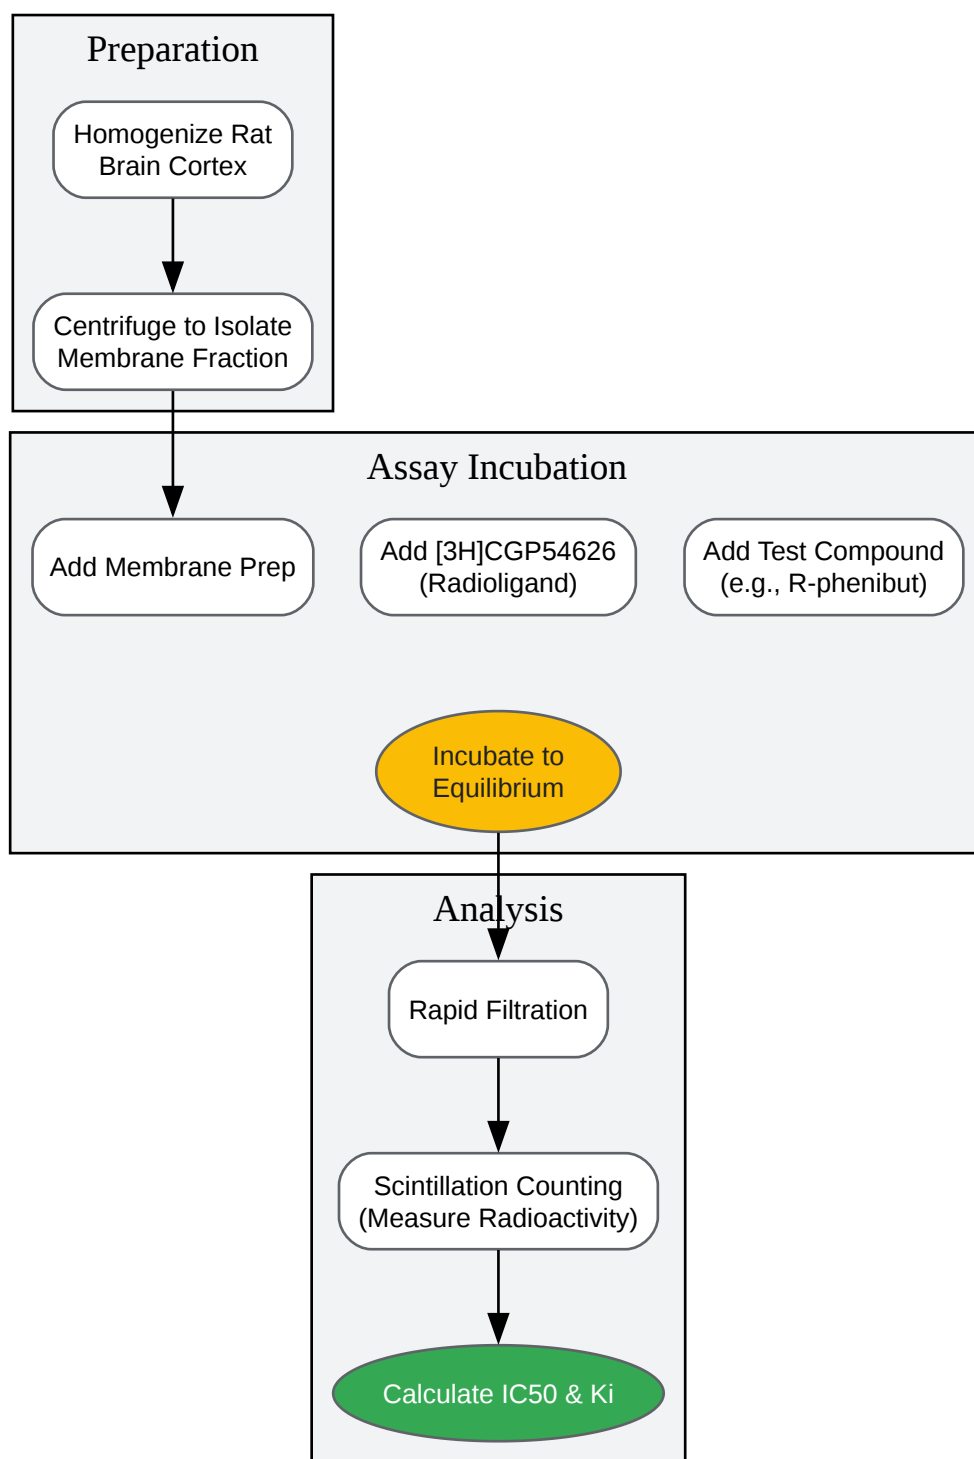 Preparation
Homogenize Rat
Brain Cortex
Centrifuge to Isolate
Membrane Fraction
Assay Incubation
Add Membrane Prep
Add [3H]CGP54626
(Radioligand)
Add Test Compound
(e.g., R-phenibut)
Incubate to
Equilibrium
Analysis
Rapid Filtration
Scintillation Counting
(Measure Radioactivity)
Calculate IC50 & Ki